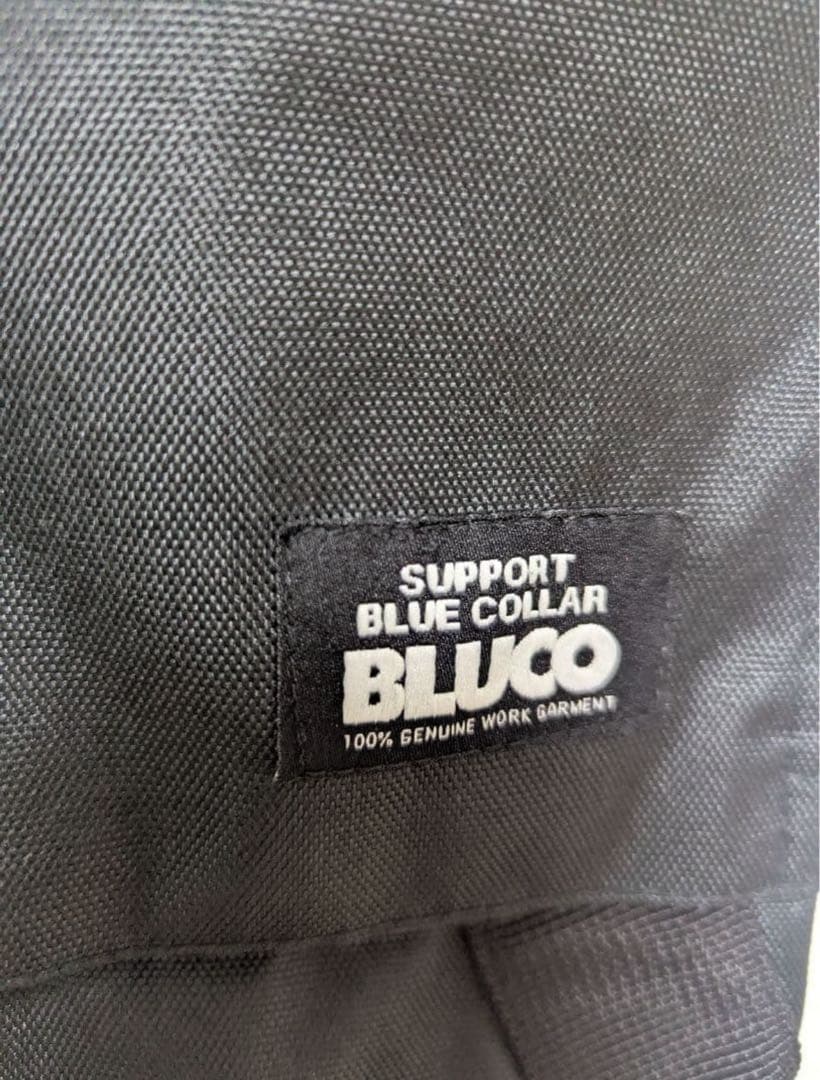 SUPPORT
BLUE COLLAR
BLUCO
100% GENUINE WORK GARMENT